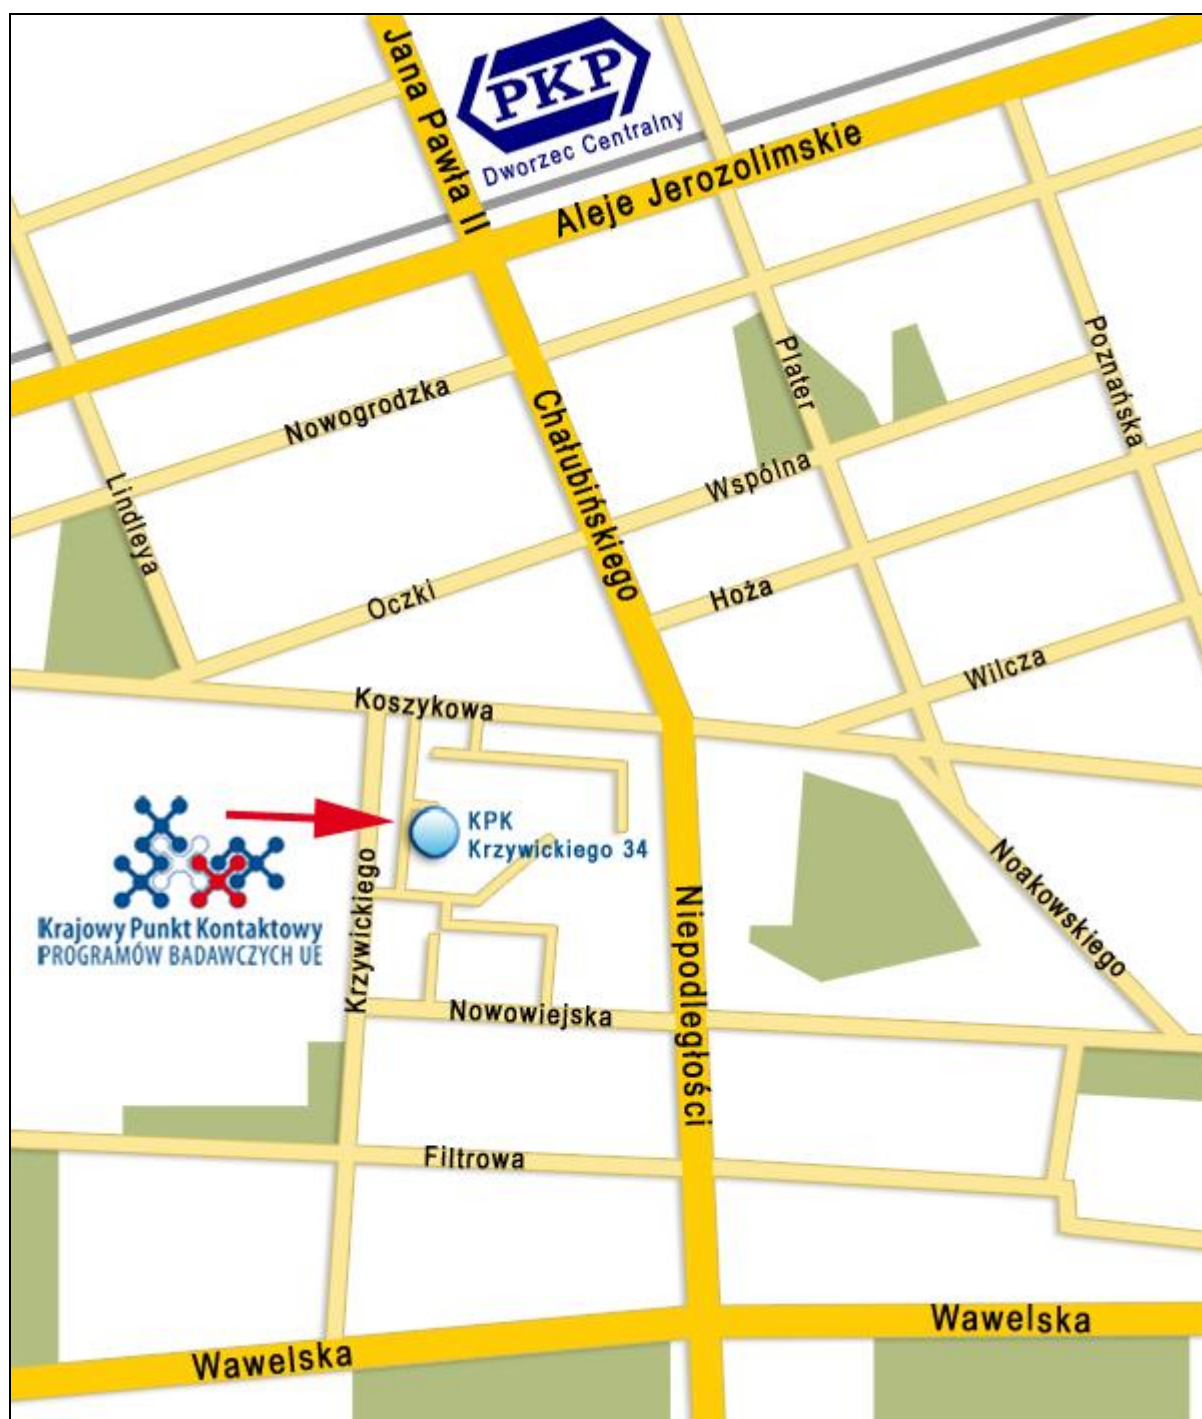 Jana Pawła II
PKP
Dworzec Centralny
Aleje Jerozolimskie
Plater
Poznańska
Nowogrodzka
Chałubińskiego
Lindleya
Wspólna
Oczki
Hoża
Wilcza
Koszykowa
KPK
Krzywickiego 34
Krajowy Punkt Kontaktowy
PROGRAMÓW BADAWCZYCH UE
Krzywickiego
Niepodległości
Noakowskiego
Nowowiejska
Filtrowa
Wawelska
Wawelska